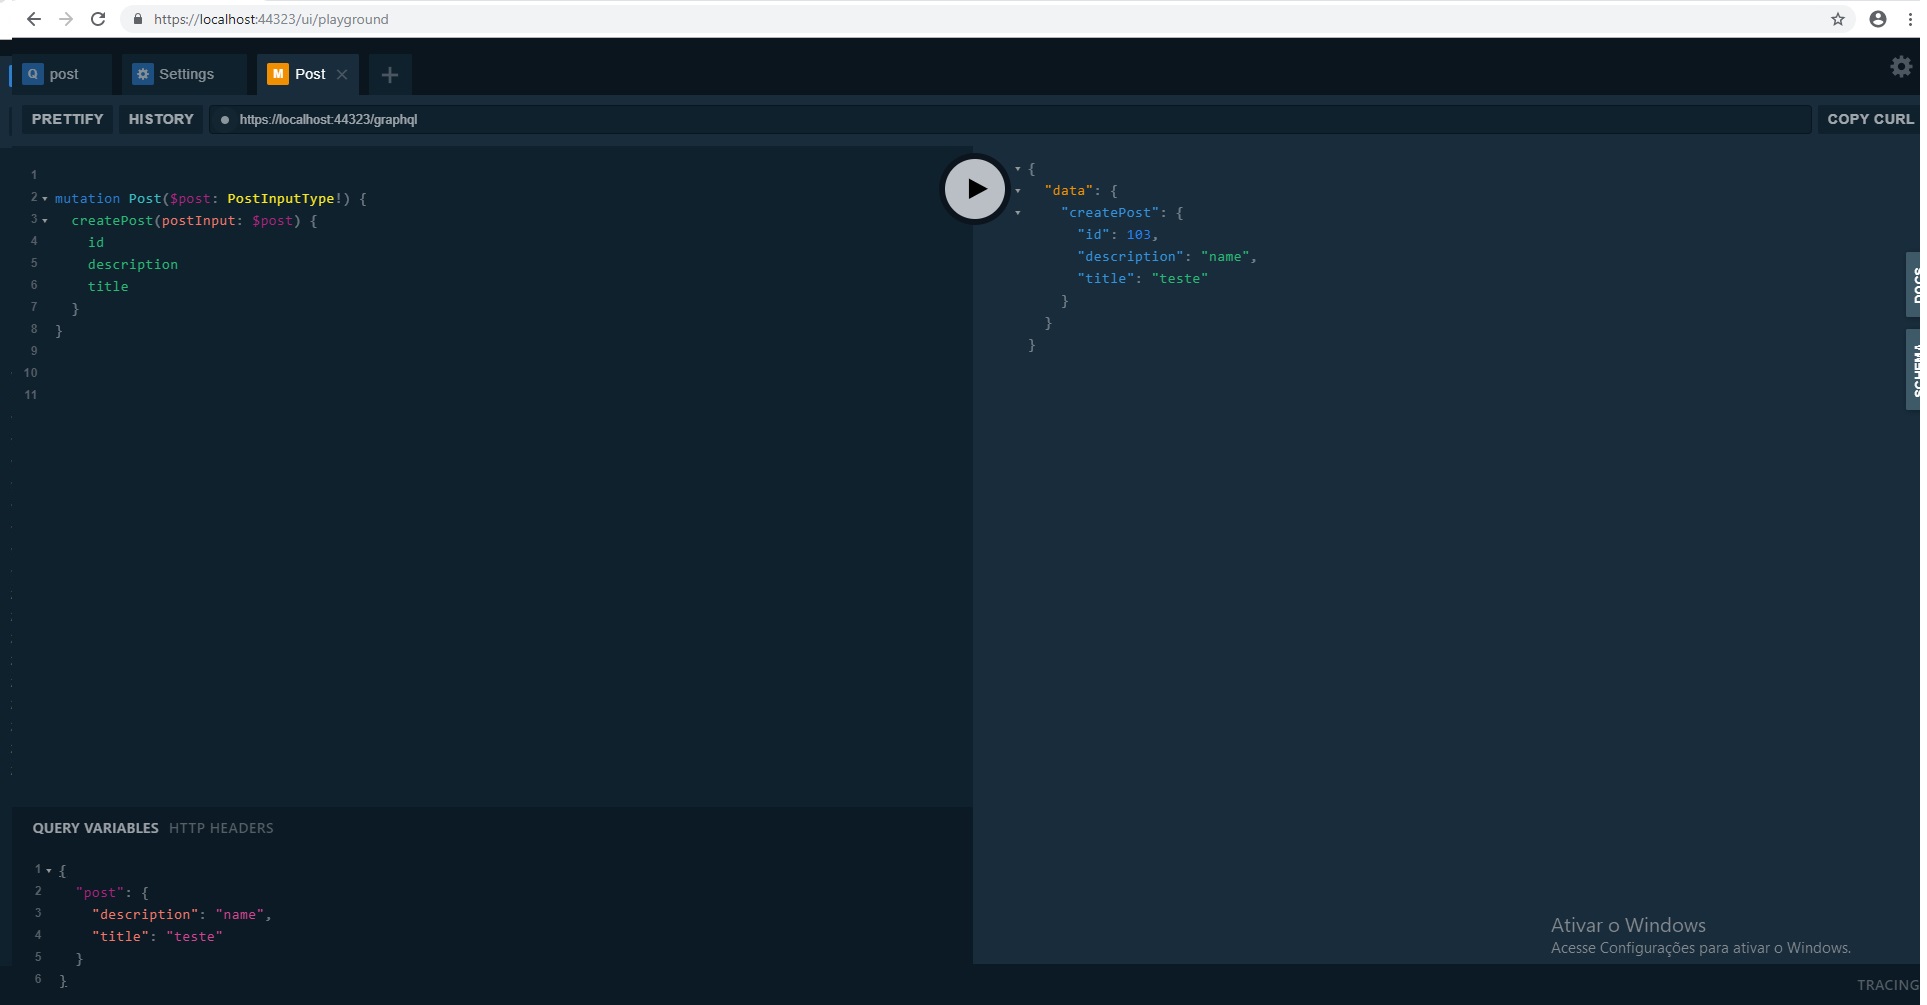 https://localhost:44323/ui/playground
Q post Settings M Post
PRETTIFY HISTORY https://localhost:44323/graphql COPY CURL
1
2 mutation Post($post: PostInputType!) {
3 createPost(postInput: $post) {
4 id
5 description
6 title
7 }
8 }
9
10
11
{
"data": {
"createPost": {
"id": 103,
"description": "name",
"title": "teste"
}
}
}
DOCS
SCHEMA
QUERY VARIABLES HTTP HEADERS
1 {
2 "post": {
3 "description": "name",
4 "title": "teste"
5 }
6 }
Ativar o Windows
Acesse Configurações para ativar o Windows.
TRACING